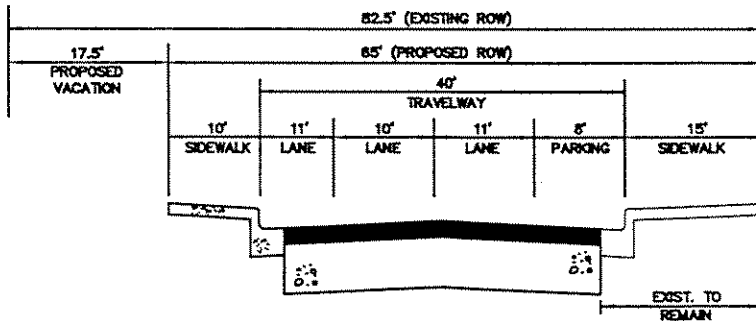 82.5' (EXISTING ROW)
17.5'
PROPOSED
VACATION
65' (PROPOSED ROW)
40'
TRAVELWAY
10'
SIDEWALK
11'
LANE
10'
LANE
11'
LANE
8'
PARKING
15'
SIDEWALK
EXIST. TO
REMAIN